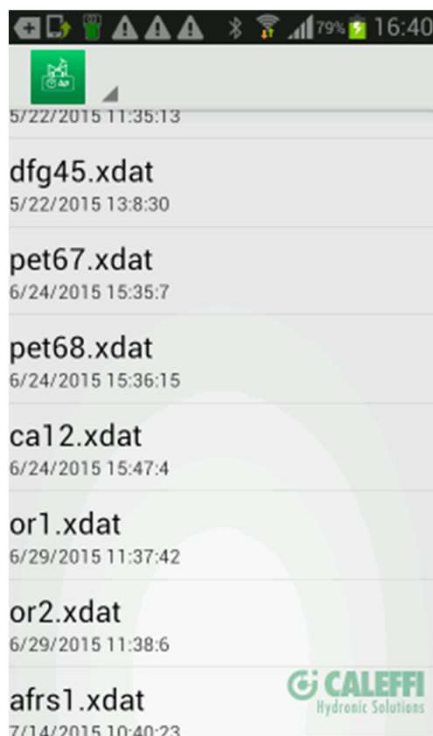 79% 16:40
5/22/2015 11:35:13
dfg45.xdat
5/22/2015 13:8:30
pet67.xdat
6/24/2015 15:35:7
pet68.xdat
6/24/2015 15:36:15
ca12.xdat
6/24/2015 15:47:4
or1.xdat
6/29/2015 11:37:42
or2.xdat
6/29/2015 11:38:6
CALEFFI
Hydronic Solutions
afrs1.xdat
7/14/2015 10:40:23